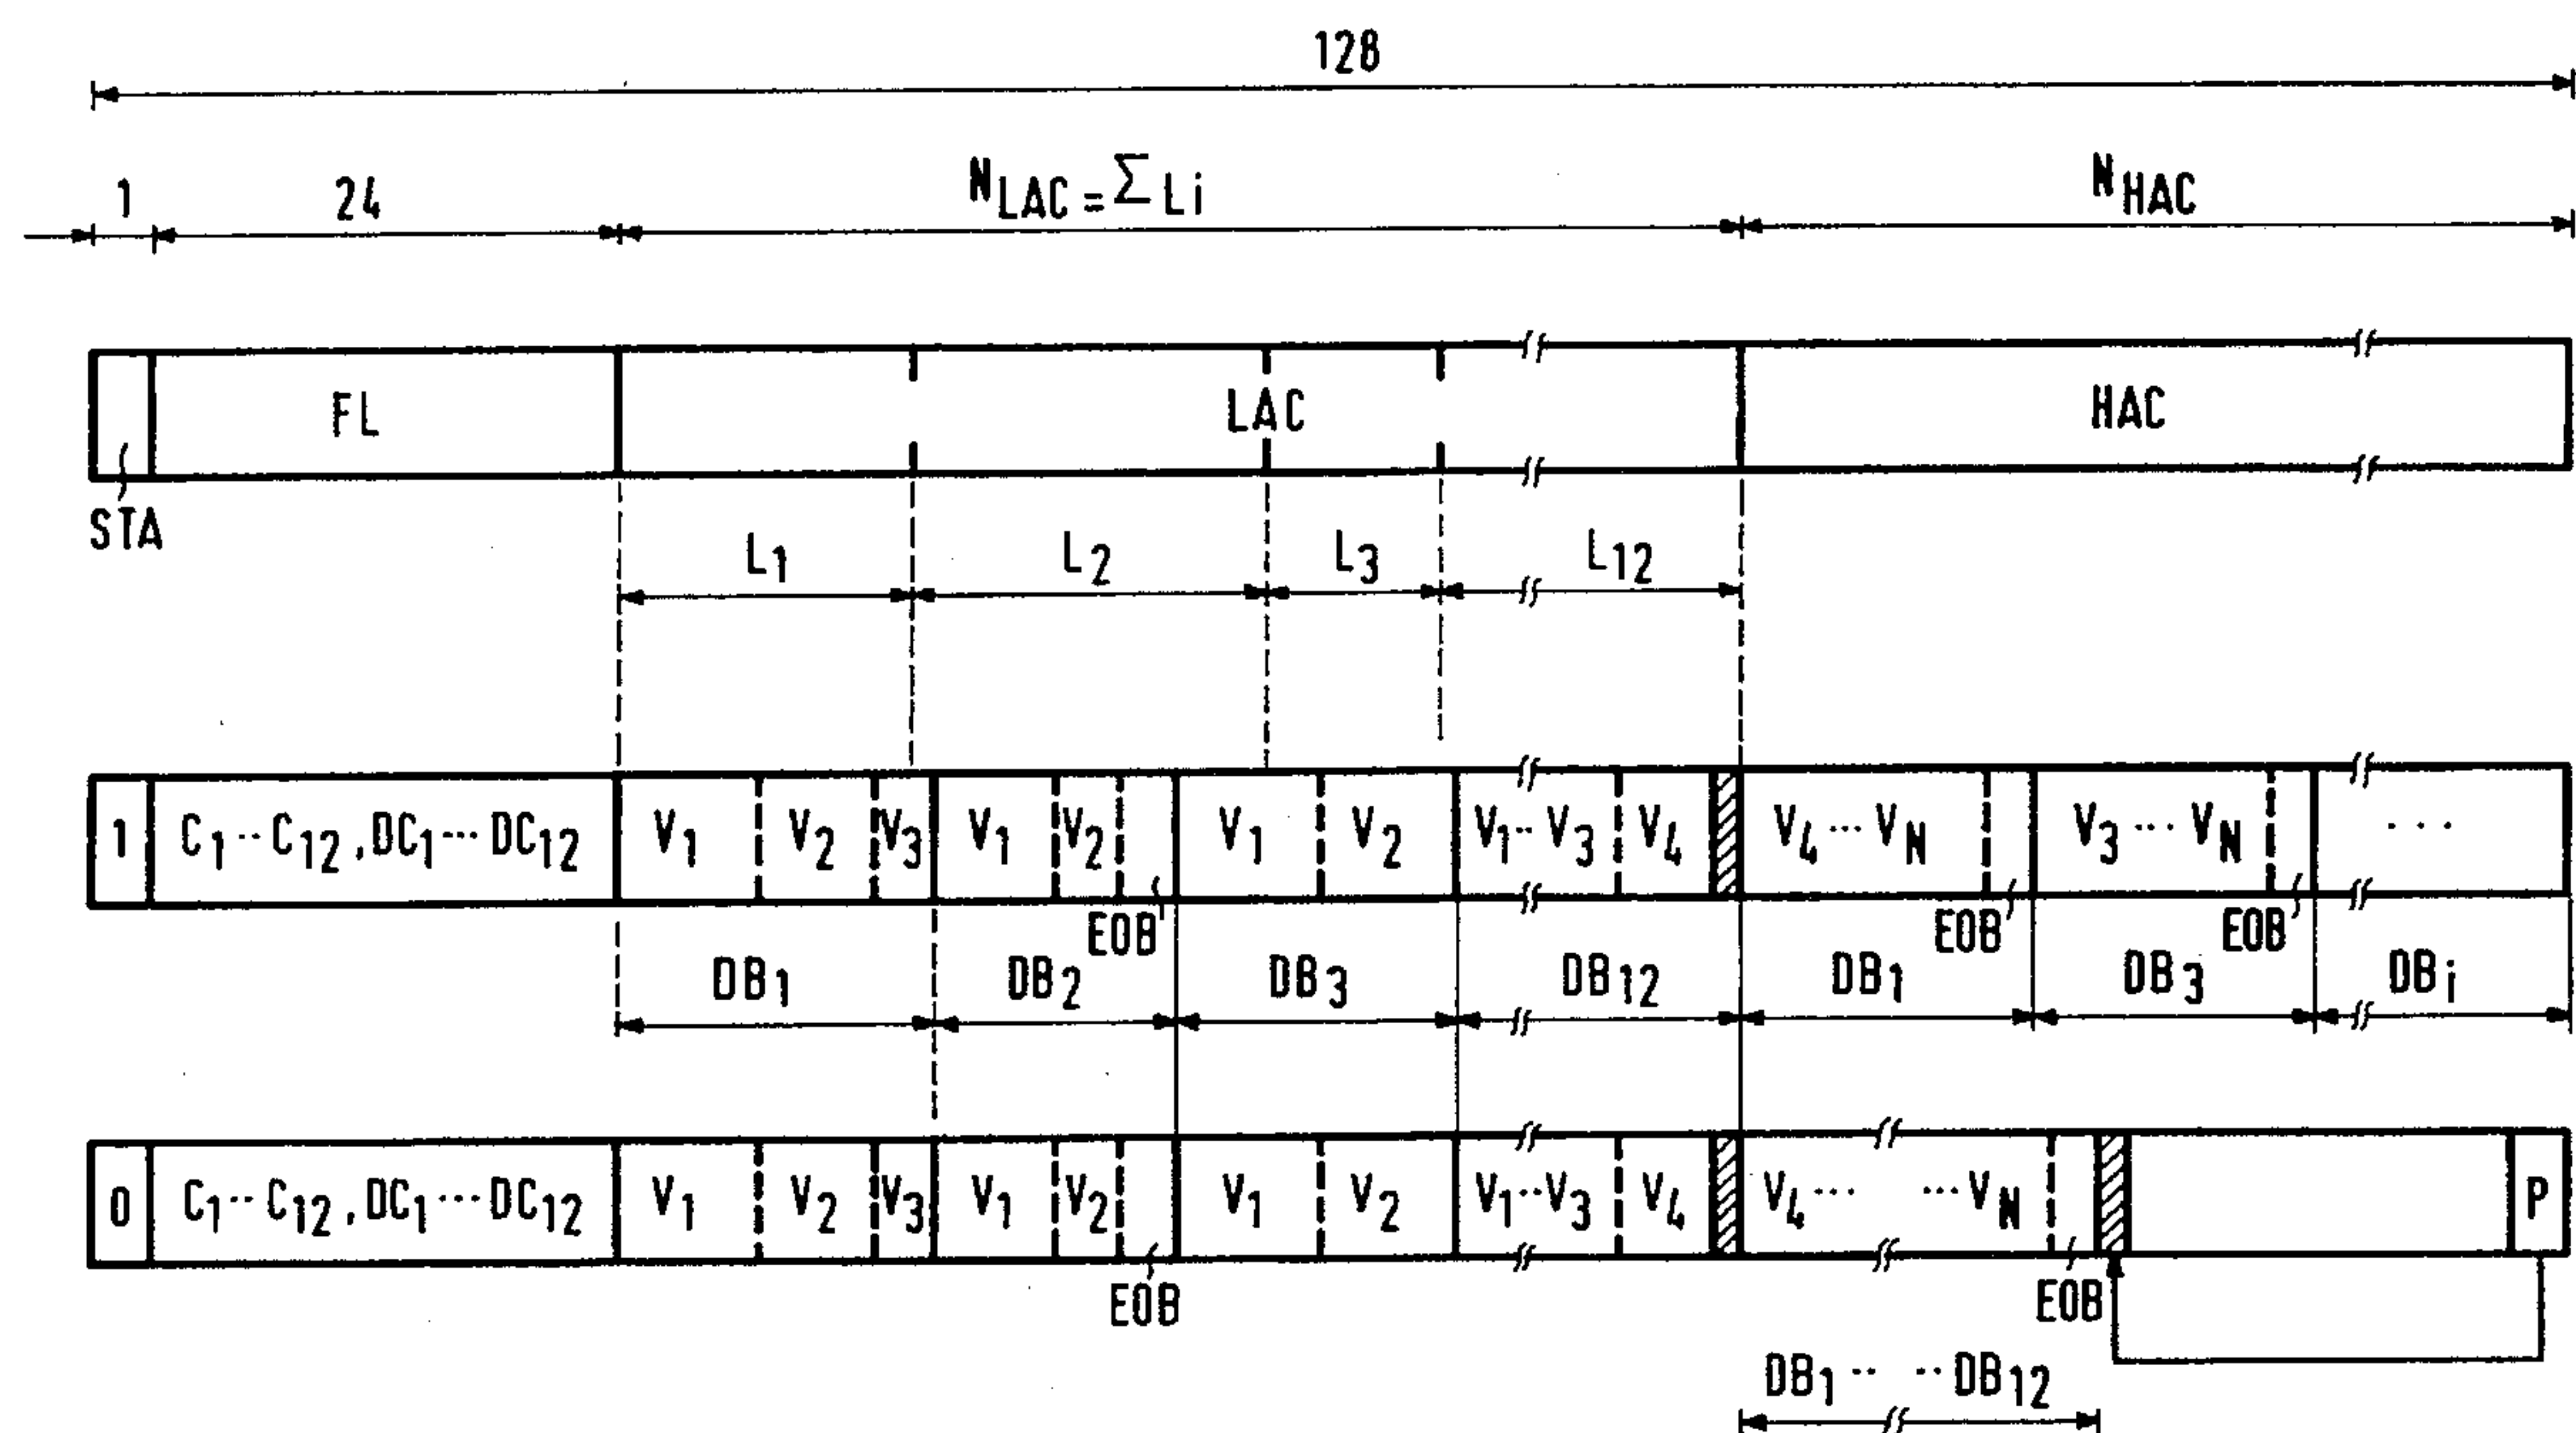 128
1 24 N_LAC = ∑Li N_HAC
FL LAC HAC
STA
L1 L2 L3 L12
1 C1··C12, DC1···DC12 V1 V2 V3 V1 V2 V1 V2 V1··V3 V4 V4···VN V3···VN ···
EOB' EOB' EOB'
DB1 DB2 DB3 DB12 DB1 DB3 DBi
0 C1··C12, DC1···DC12 V1 V2 V3 V1 V2 V1 V2 V1··V3 V4 V4··· ···VN P
EOB EOB
DB1·· ··DB12